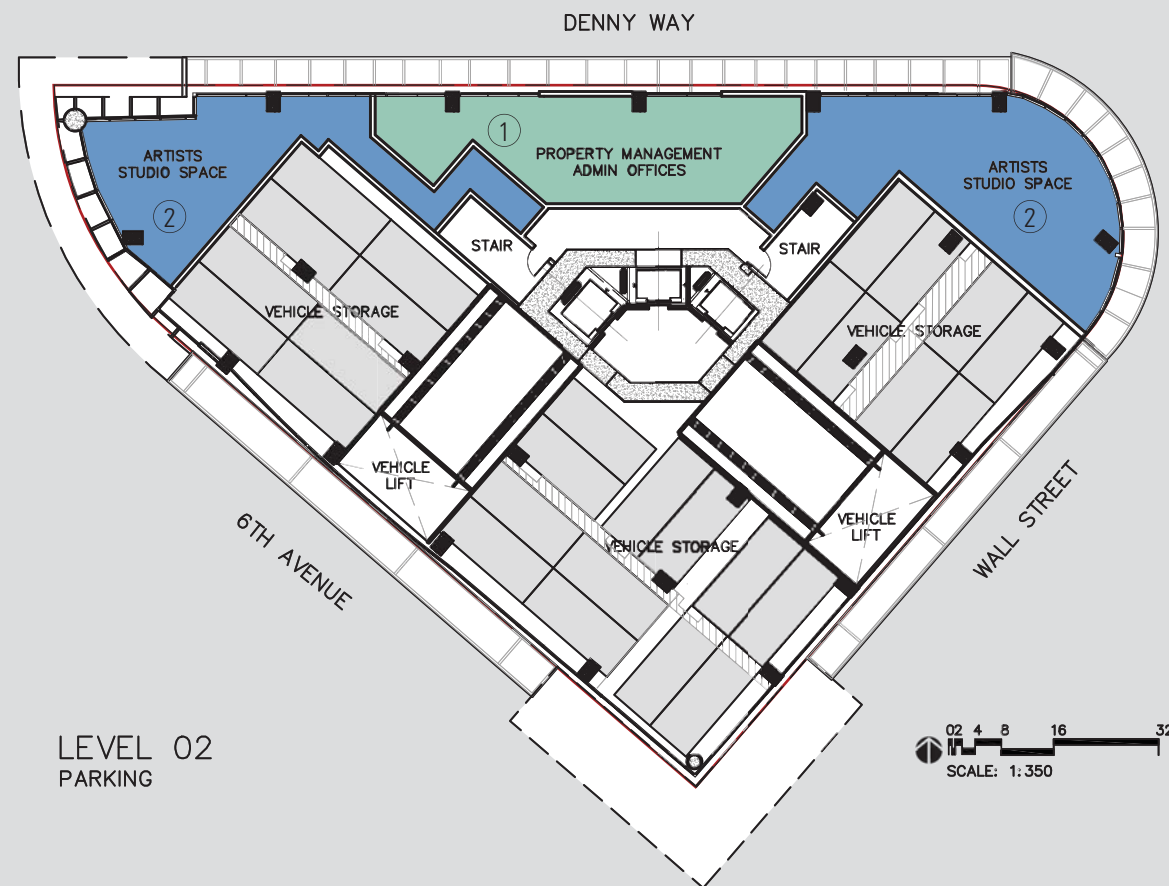 DENNY WAY
1
PROPERTY MANAGEMENT
ADMIN OFFICES
ARTISTS
STUDIO SPACE
2
ARTISTS
STUDIO SPACE
2
STAIR
STAIR
VEHICLE STORAGE
VEHICLE STORAGE
VEHICLE
LIFT
VEHICLE
LIFT
VEHICLE STORAGE
6TH AVENUE
WALL STREET
LEVEL 02
PARKING
02 4 8 16 32
SCALE: 1:350